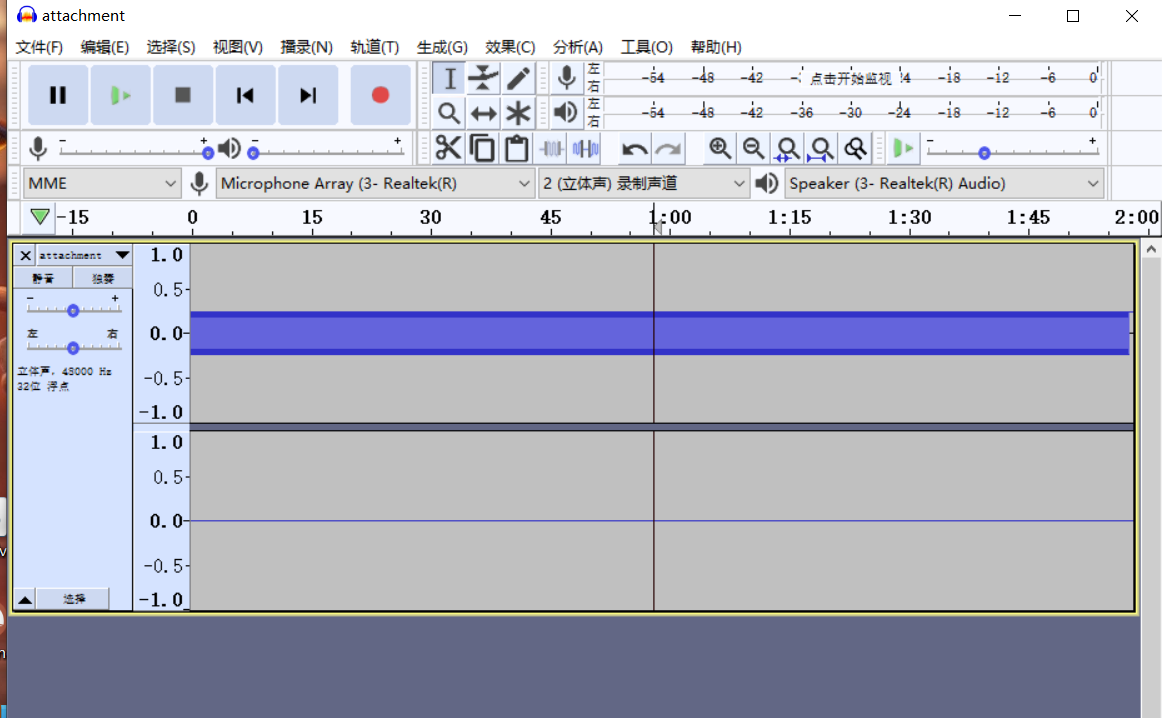 attachment
文件(F) 编辑(E) 选择(S) 视图(V) 播录(N) 轨道(T) 生成(G) 效果(C) 分析(A) 工具(O) 帮助(H)
左 右 -54 -48 -42 - 点击开始监视 4 -18 -12 -6 0
左 右 -54 -48 -42 -36 -30 -24 -18 -12 -6 0
- + - + - +
MME Microphone Array (3- Realtek(R) 2 (立体声) 录制声道 Speaker (3- Realtek(R) Audio)
-15 0 15 30 45 1:00 1:15 1:30 1:45 2:00
attachment
静音 独奏
- +
左 右
立体声, 48000 Hz
32位 浮点
选择
1.0
0.5
0.0
-0.5
-1.0
1.0
0.5
0.0
-0.5
-1.0